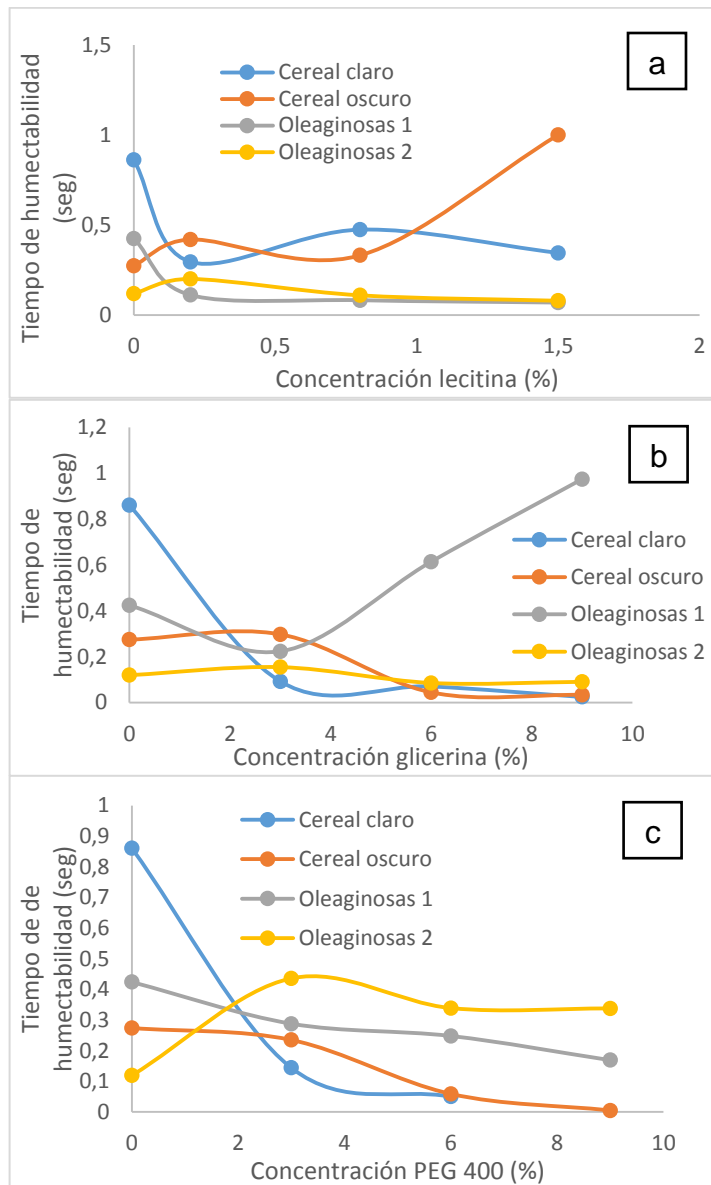 a
1,5
1
0,5
0
Tiempo de humectabilidad
(seg)
Cereal claro
Cereal oscuro
Oleaginosas 1
Oleaginosas 2
0
0,5
1
1,5
2
Concentración lecitina (%)
b
1,2
1
0,8
0,6
0,4
0,2
0
Tiempo de
humectabilidad (seg)
Cereal claro
Cereal oscuro
Oleaginosas 1
Oleaginosas 2
0
2
4
6
8
10
Concentración glicerina (%)
c
1
0,9
0,8
0,7
0,6
0,5
0,4
0,3
0,2
0,1
0
Tiempo de de
humectabilidad (seg)
Cereal claro
Cereal oscuro
Oleaginosas 1
Oleaginosas 2
0
2
4
6
8
10
Concentración PEG 400 (%)